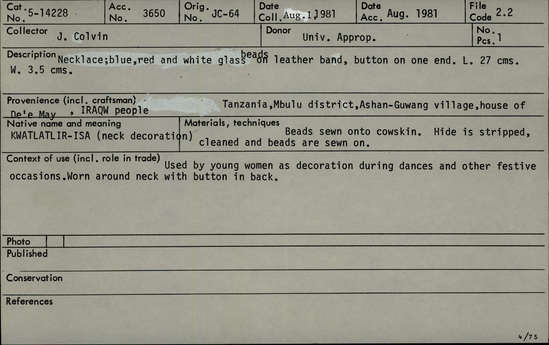 Cat. No. 5-14228 Acc. No. 3650 Orig. No. JC-64 Date Coll. Aug.1,1981 Date Acc. Aug. 1981 File Code 2.2
Collector J. Colvin Donor Univ. Approp. No. Pcs. 1
Description Necklace;blue,red and white glass beads on leather band, button on one end. L. 27 cms.
W. 3.5 cms.
Provenience (incl. craftsman) Tanzania,Mbulu district,Ashan-Guwang village,house of
De'e May , IRAQW people
Native name and meaning Materials, techniques
KWATLATLIR-ISA (neck decoration) Beads sewn onto cowskin. Hide is stripped,
cleaned and beads are sewn on.
Context of use (incl. role in trade) Used by young women as decoration during dances and other festive
occasions.Worn around neck with button in back.
Photo
Published
Conservation
References
4/75